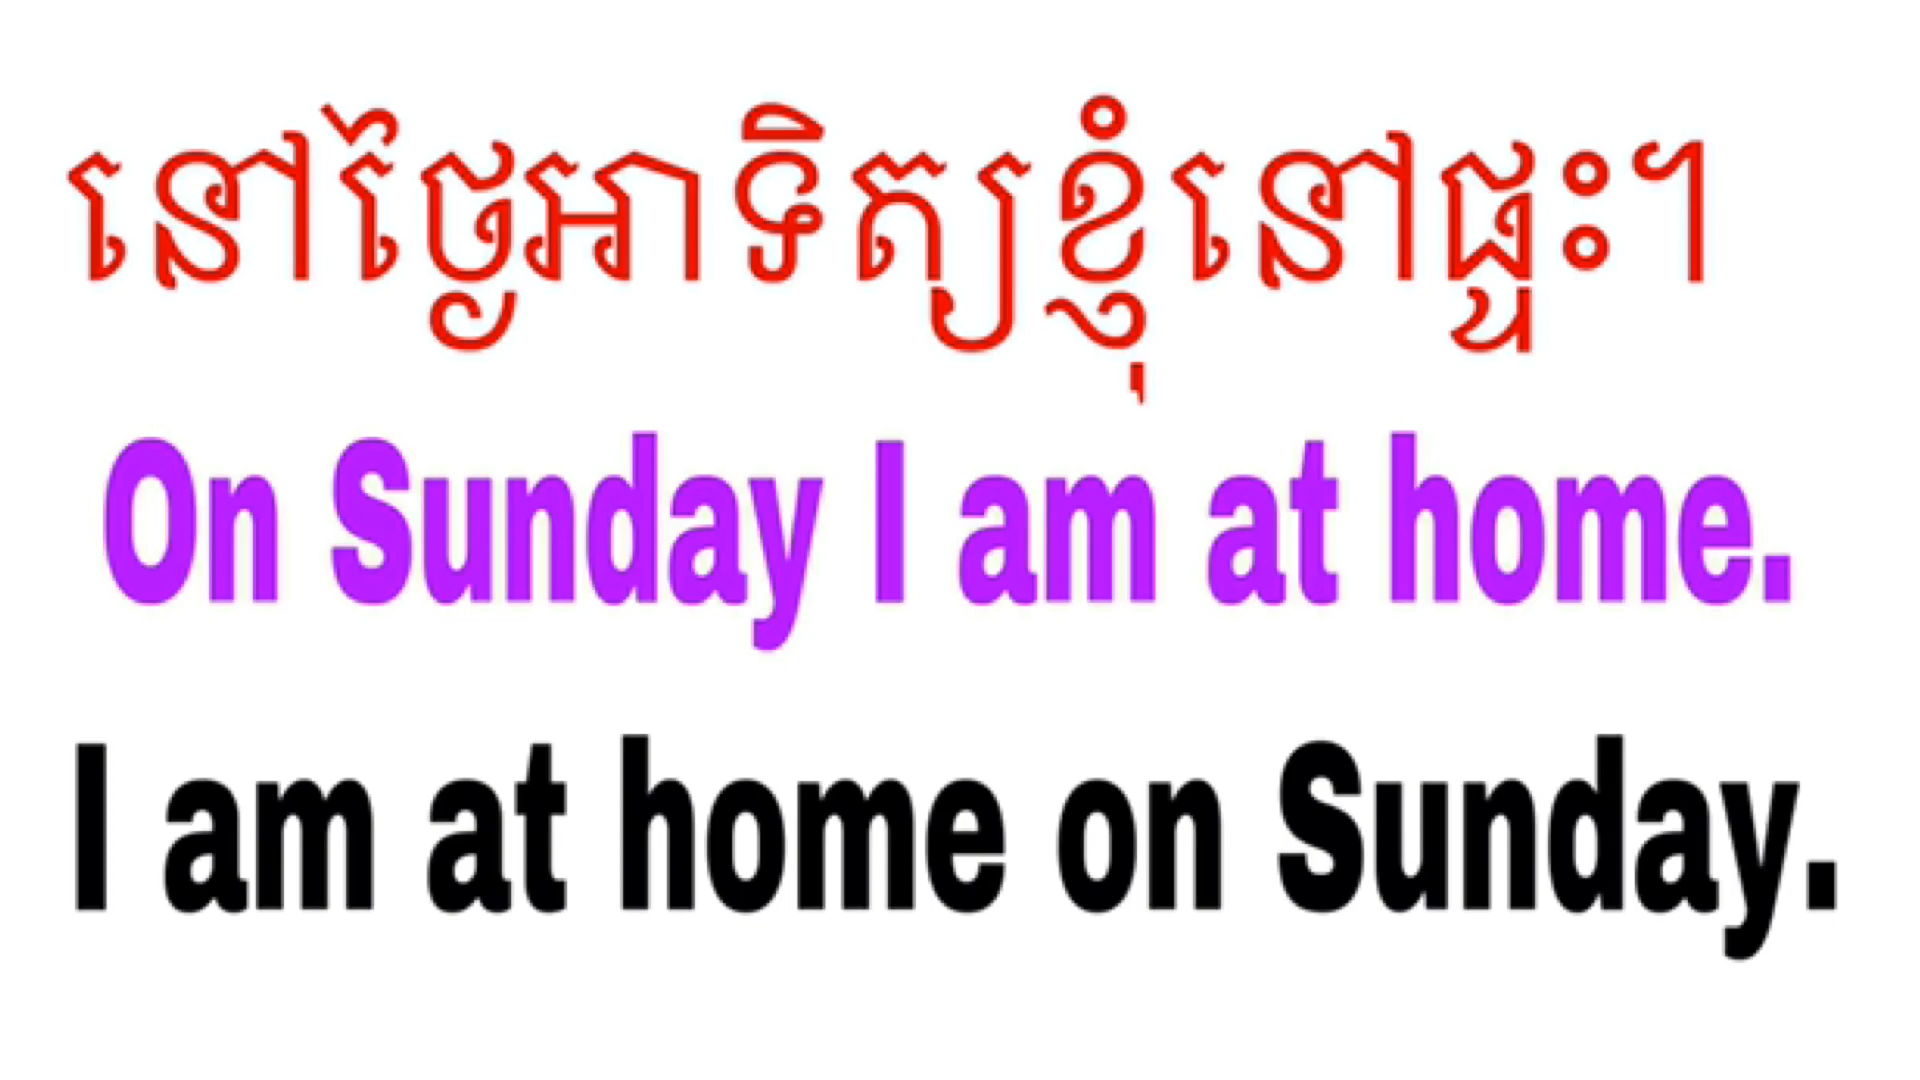 នៅថ្ងៃអាទិត្យខ្ញុំនៅផ្ទះ។
On Sunday I am at home.
I am at home on Sunday.